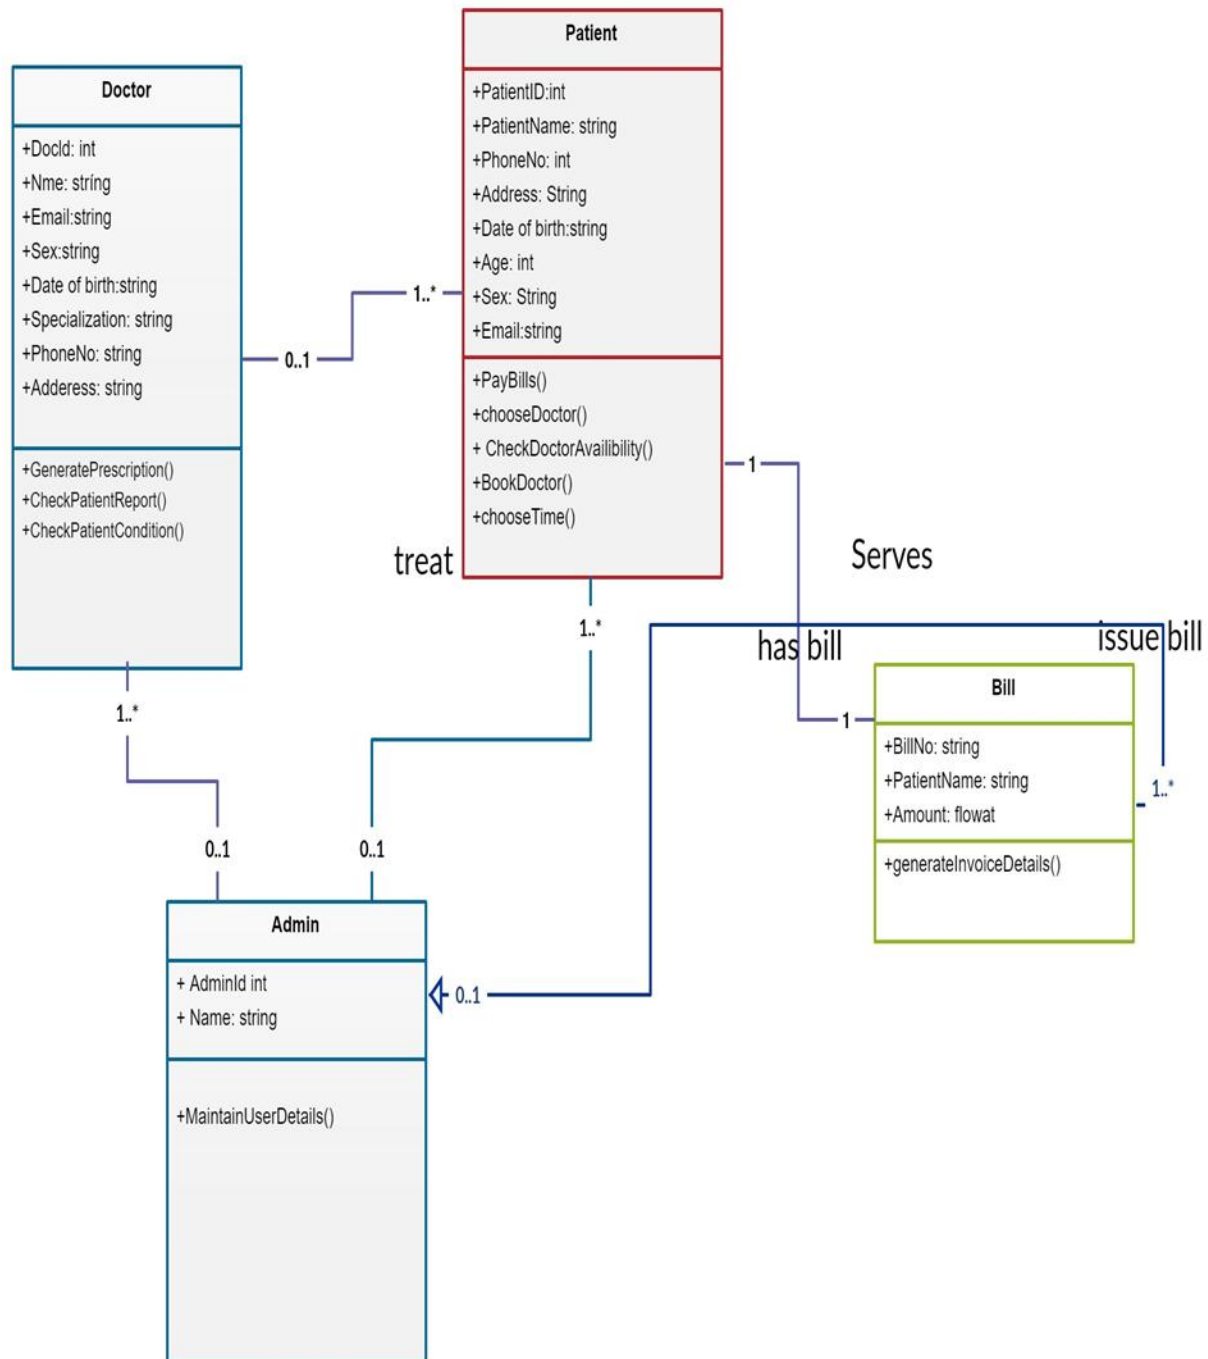 Patient
+PatientID:int
+PatientName: string
+PhoneNo: int
+Address: String
+Date of birth:string
+Age: int
+Sex: String
+Email:string
+PayBills()
+chooseDoctor()
+ CheckDoctorAvailibility()
+BookDoctor()
+chooseTime()
Doctor
+DocId: int
+Nme: stríng
+Email:string
+Sex:string
+Date of birth:string
+Specialization: string
+PhoneNo: string
+Adderess: string
+GeneratePrescription()
+CheckPatientReport()
+CheckPatientCondition()
1..*
0..1
1
treat
Serves
1..*
has bill
issue bill
1..*
1
Bill
+BillNo: string
+PatientName: string
+Amount: flowat
+generateInvoiceDetails()
1..*
0..1
0..1
Admin
+ AdminId int
+ Name: string
+MaintainUserDetails()
0..1